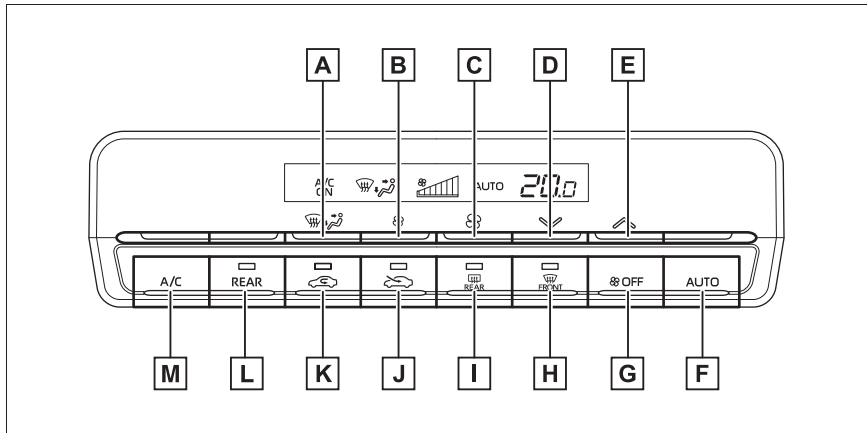 A B C D E
A/C ON AUTO 20.0
A/C REAR REAR FRONT OFF AUTO
M L K J I H G F